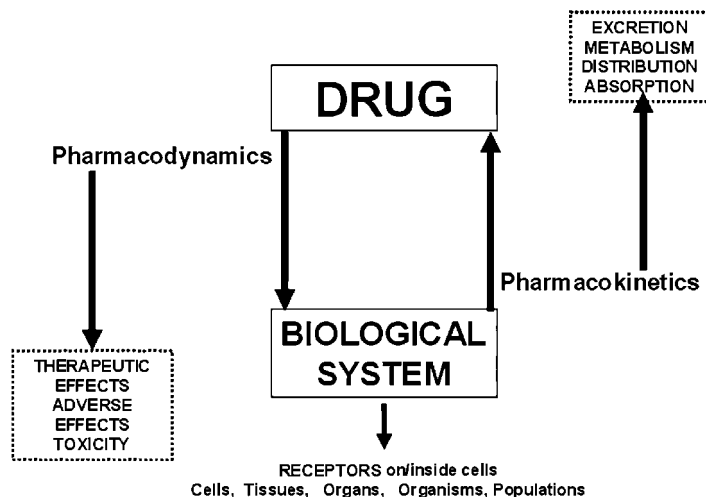 EXCRETION
METABOLISM
DISTRIBUTION
ABSORPTION
DRUG
Pharmacodynamics
Pharmacokinetics
BIOLOGICAL
SYSTEM
THERAPEUTIC
EFFECTS
ADVERSE
EFFECTS
TOXICITY
RECEPTORS on/inside cells
Cells, Tissues, Organs, Organisms, Populations